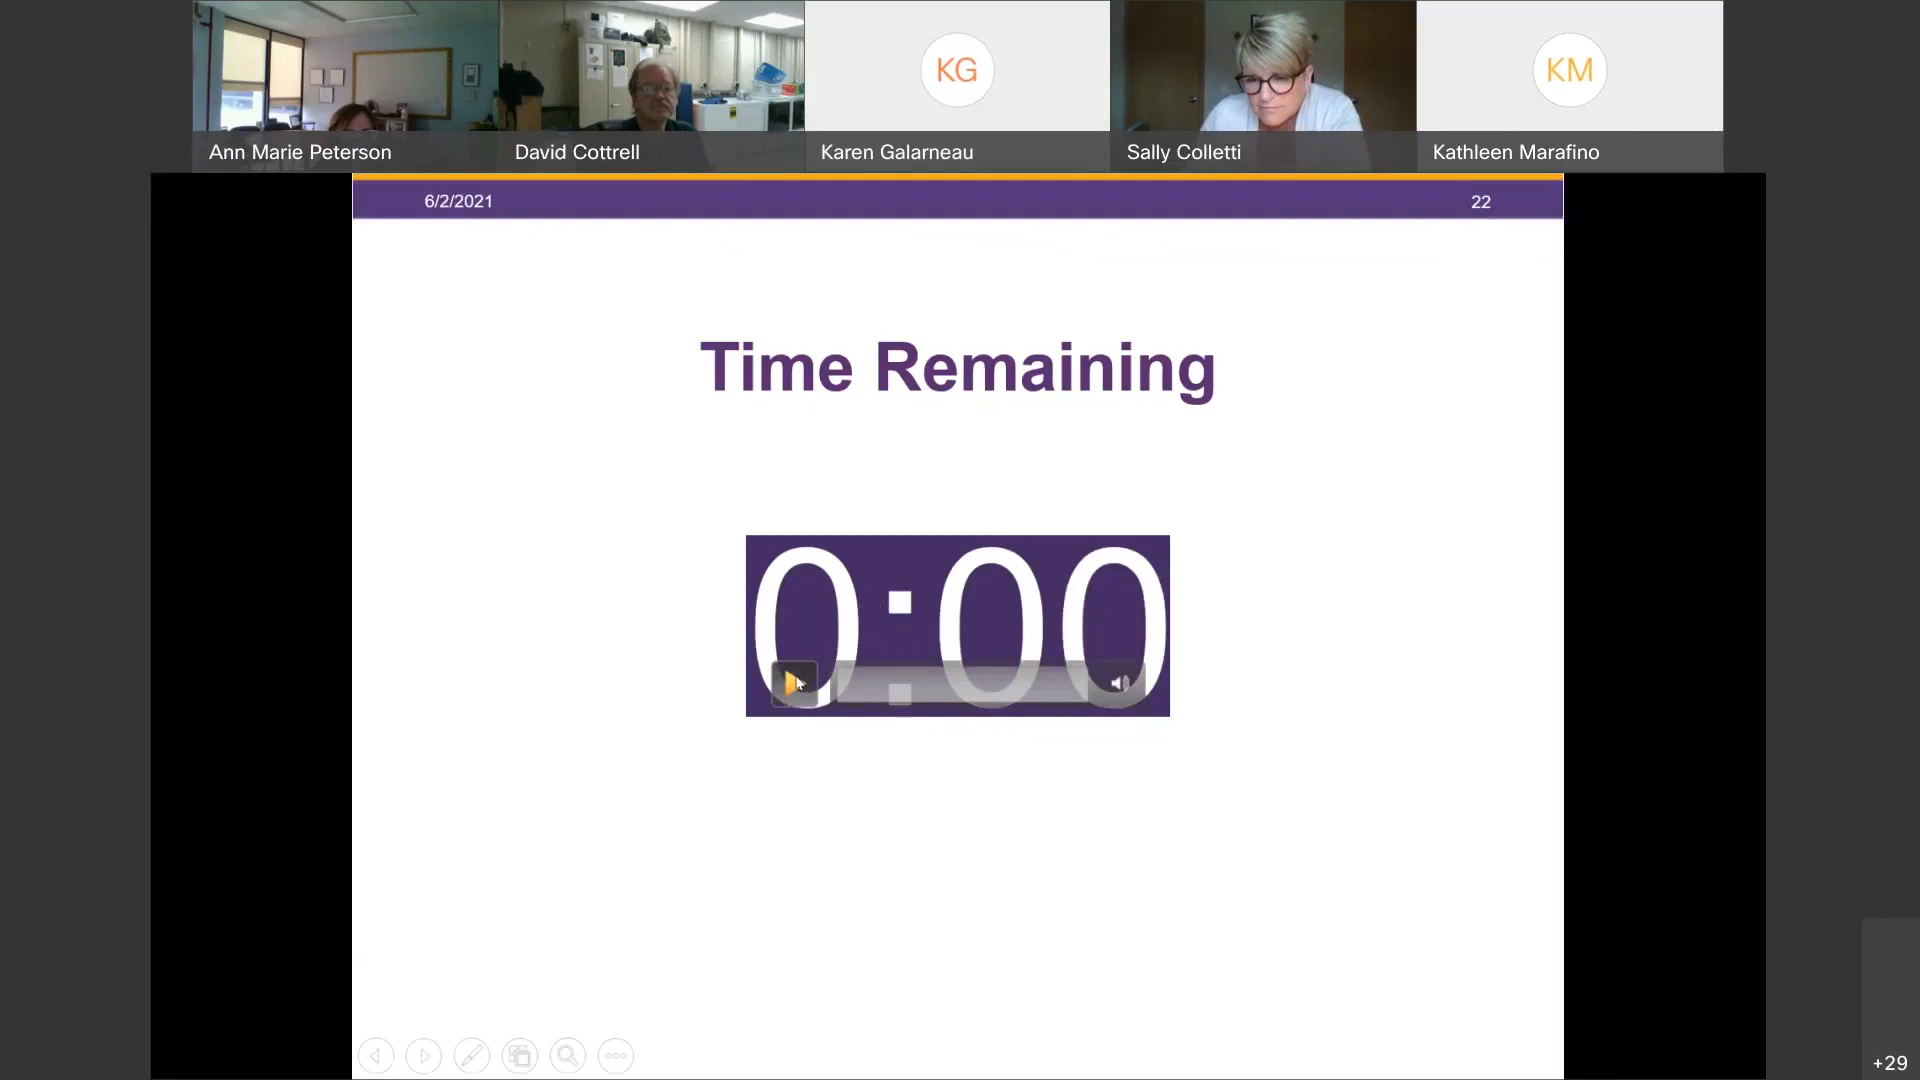 KG
KM
Ann Marie Peterson
David Cottrell
Karen Galarneau
Sally Colletti
Kathleen Marafino
6/2/2021
22
Time Remaining
0:00
+29